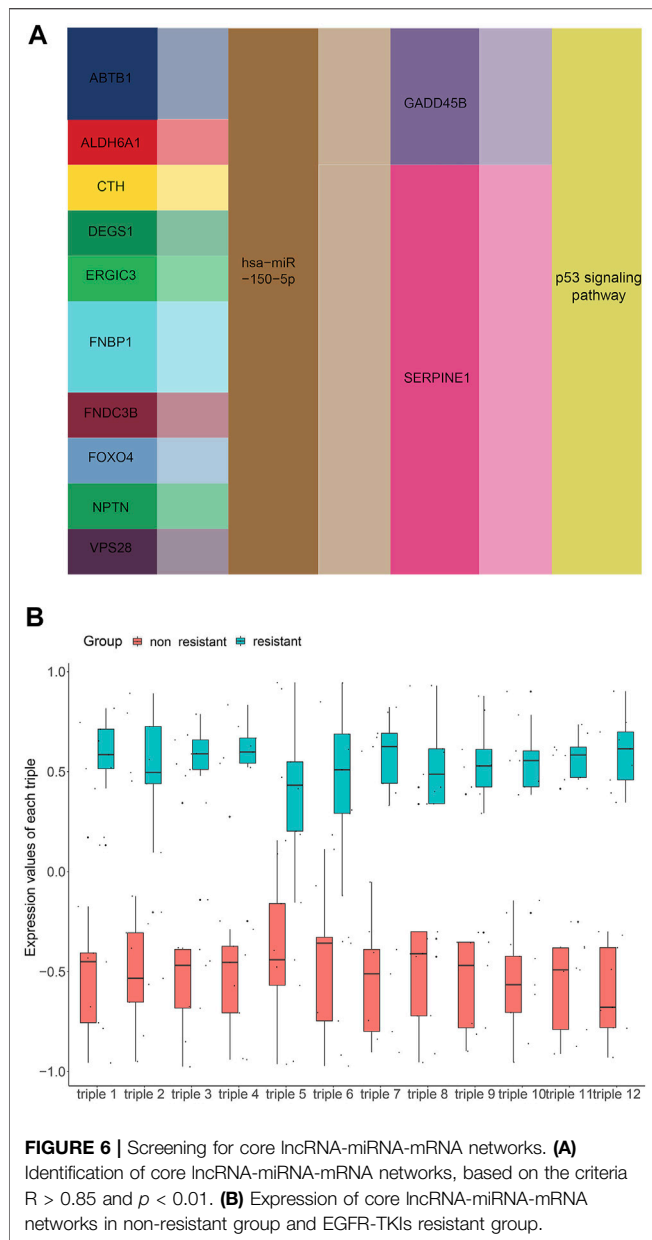 A
ABTB1
GADD45B
ALDH6A1
CTH
DEGS1
hsa−miR
−150−5p
ERGIC3
p53 signaling
pathway
FNBP1
SERPINE1
FNDC3B
FOXO4
NPTN
VPS28
B
Group non resistant resistant
Expression values of each triple
1.0
0.5
0.0
−0.5
−1.0
triple 1 triple 2 triple 3 triple 4 triple 5 triple 6 triple 7 triple 8 triple 9 triple 10 triple 11 triple 12
FIGURE 6 | Screening for core lncRNA-miRNA-mRNA networks. (A)
Identification of core lncRNA-miRNA-mRNA networks, based on the criteria
R > 0.85 and p < 0.01. (B) Expression of core lncRNA-miRNA-mRNA
networks in non-resistant group and EGFR-TKIs resistant group.